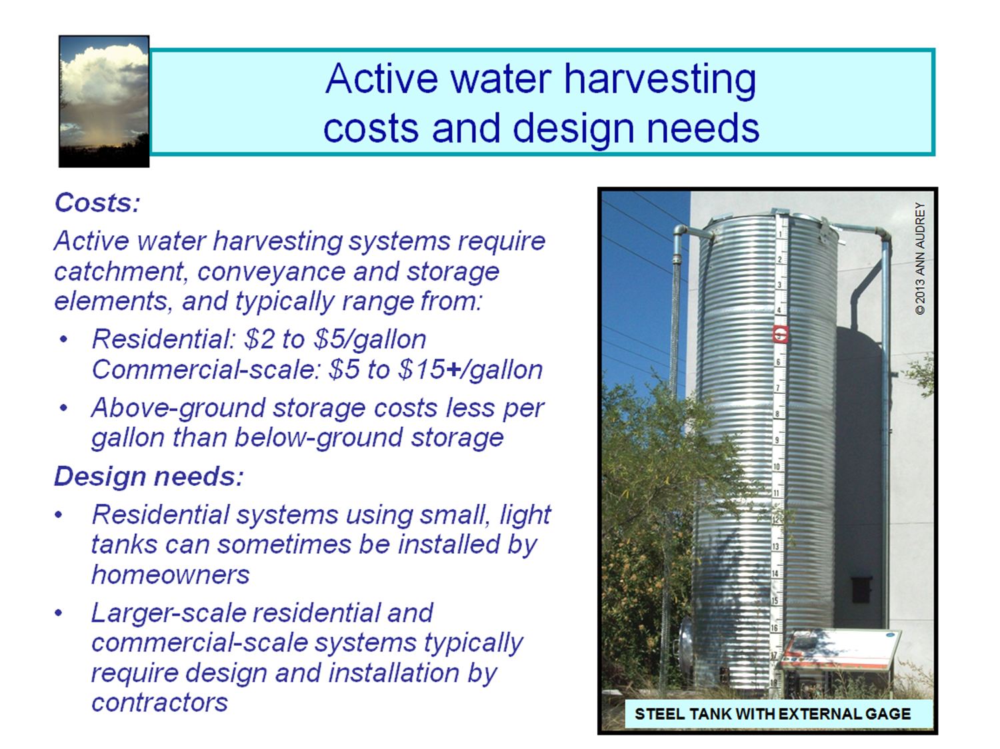 Active water harvesting
costs and design needs
Costs:
Active water harvesting systems require
catchment, conveyance and storage
elements, and typically range from:
• Residential: $2 to $5/gallon
Commercial-scale: $5 to $15+/gallon
• Above-ground storage costs less per
gallon than below-ground storage
Design needs:
• Residential systems using small, light
tanks can sometimes be installed by
homeowners
• Larger-scale residential and
commercial-scale systems typically
require design and installation by
contractors
©2013 ANN AUDREY
1
2
3
4
5
6
7
8
9
10
11
12
13
14
15
16
17
18
STEEL TANK WITH EXTERNAL GAGE